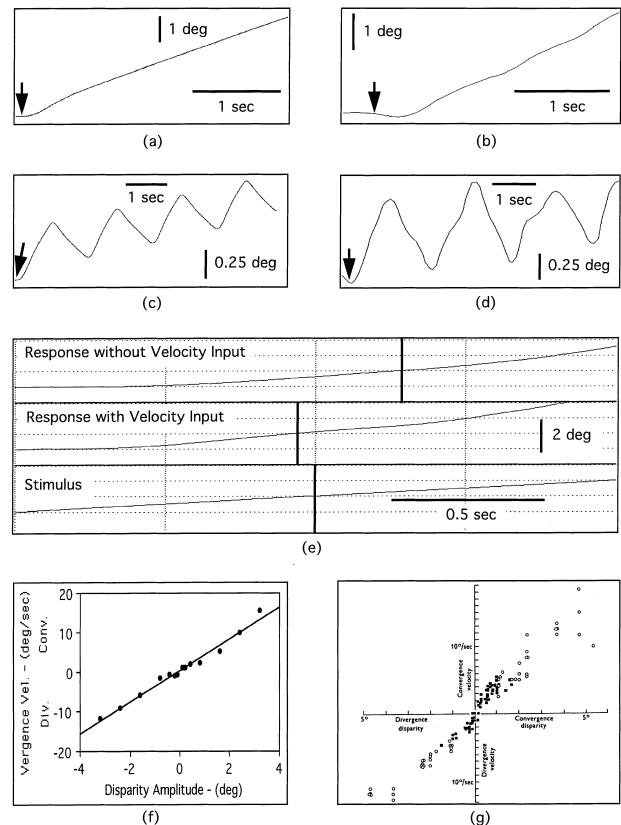 1 deg
1 sec
(a)
1 deg
1 sec
(b)
1 sec
0.25 deg
(c)
1 sec
0.25 deg
(d)
Response without Velocity Input
Response with Velocity Input
2 deg
Stimulus
0.5 sec
(e)
Vergence Vel. - (deg/sec)
Div. Conv.
20
10
0
-10
-20
-4 -2 0 2 4
Disparity Amplitude - (deg)
(f)
10°/sec
Convergence
velocity
5°
Divergence
disparity
Convergence
disparity
5°
Divergence
velocity
10°/sec
(g)